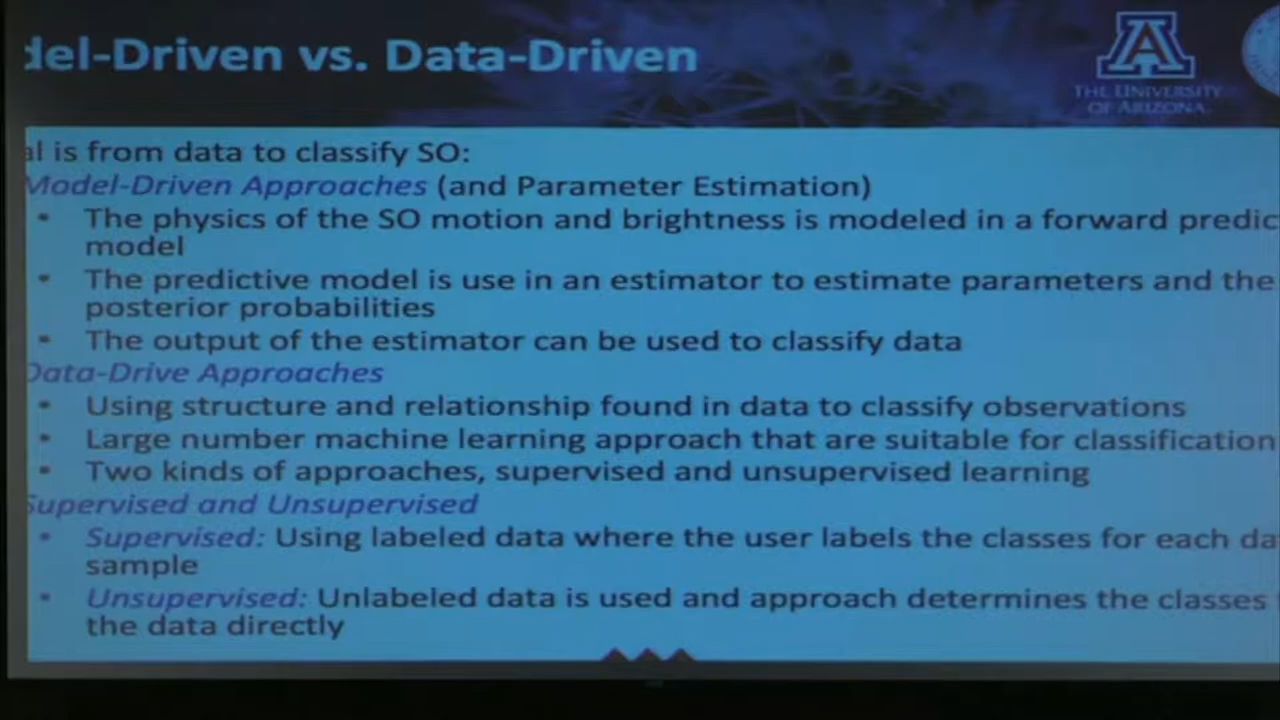 del-Driven vs. Data-Driven
THE UNIVERSITY
OF ARIZONA
al is from data to classify SO:
Model-Driven Approaches (and Parameter Estimation)
• The physics of the SO motion and brightness is modeled in a forward predic
model
• The predictive model is use in an estimator to estimate parameters and the
posterior probabilities
• The output of the estimator can be used to classify data
Data-Drive Approaches
• Using structure and relationship found in data to classify observations
• Large number machine learning approach that are suitable for classification
• Two kinds of approaches, supervised and unsupervised learning
Supervised and Unsupervised
• Supervised: Using labeled data where the user labels the classes for each da
sample
• Unsupervised: Unlabeled data is used and approach determines the classes
the data directly